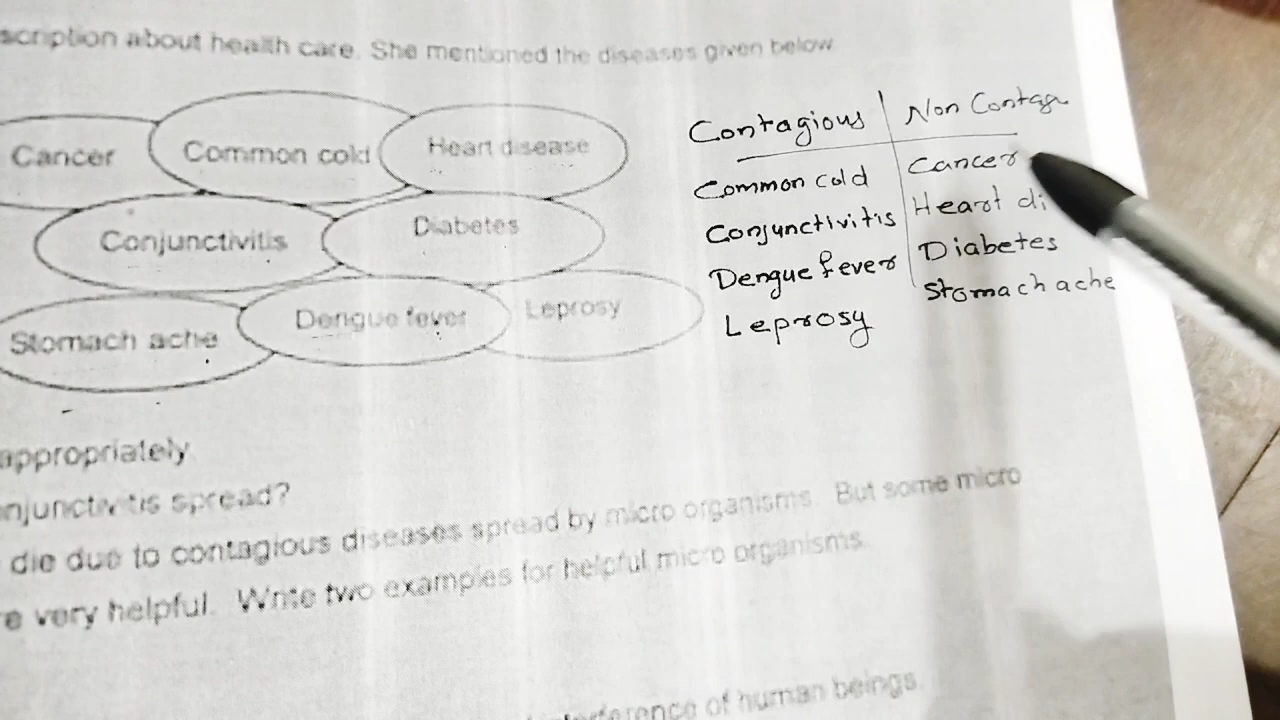 scription about health care. She mentioned the diseases given below
Cancer Common cold Heart disease
Conjunctivitis Diabetes
Stomach ache Dengue fever Leprosy
Contagious Non Contag
Common cold Cancer
Conjunctivitis Heart di
Dengue fever Diabetes
Leprosy Stomach ache
appropriately
njunctivitis spread?
die due to contagious diseases spread by micro organisms. But some micro
e very helpful. Write two examples for helpful micro organisms.
of human beings